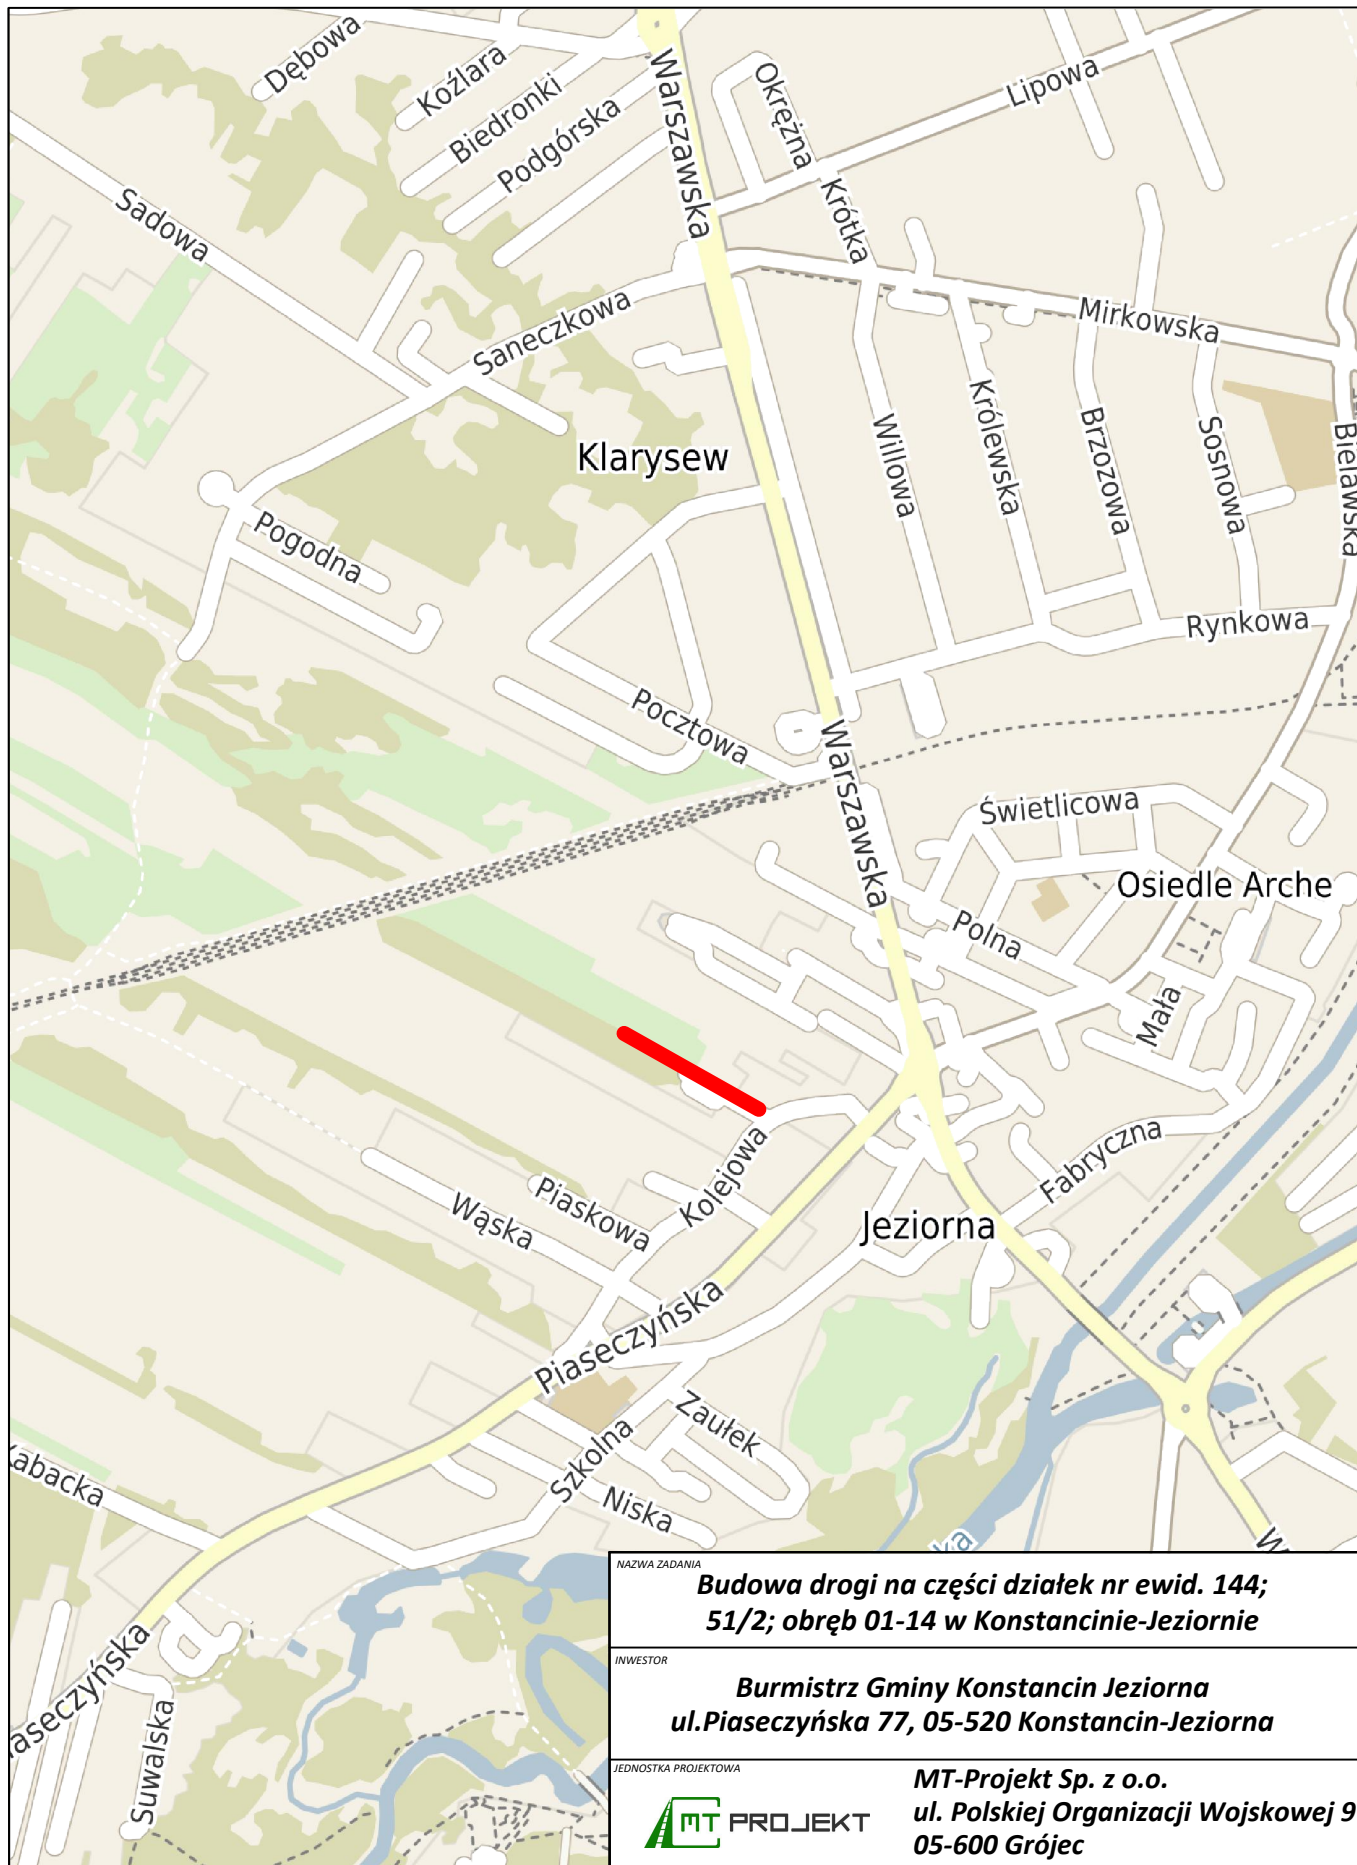 Dębowa
Koźlara
Biedronki
Podgórska
Warszawska
Okrężna
Lipowa
Krótka
Sadowa
Saneczkowa
Mirkowska
Klarysew
Willowa
Królewska
Brzozowa
Sosnowa
Bielawska
Pogodna
Rynkowa
Pocztowa
Warszawska
Świetlicowa
Osiedle Arche
Polna
Mała
Kolejowa
Fabryczna
Piaskowa
Wąska
Jeziorna
Piaseczyńska
Zaułek
Szkolna
Niska
Kabacka
ka
W
Piaseczyńska
Suwalska
NAZWA ZADANIA
Budowa drogi na części działek nr ewid. 144;
51/2; obręb 01-14 w Konstancinie-Jeziornie
INWESTOR
Burmistrz Gminy Konstancin Jeziorna
ul.Piaseczyńska 77, 05-520 Konstancin-Jeziorna
JEDNOSTKA PROJEKTOWA
MT PROJEKT
MT-Projekt Sp. z o.o.
ul. Polskiej Organizacji Wojskowej 9
05-600 Grójec